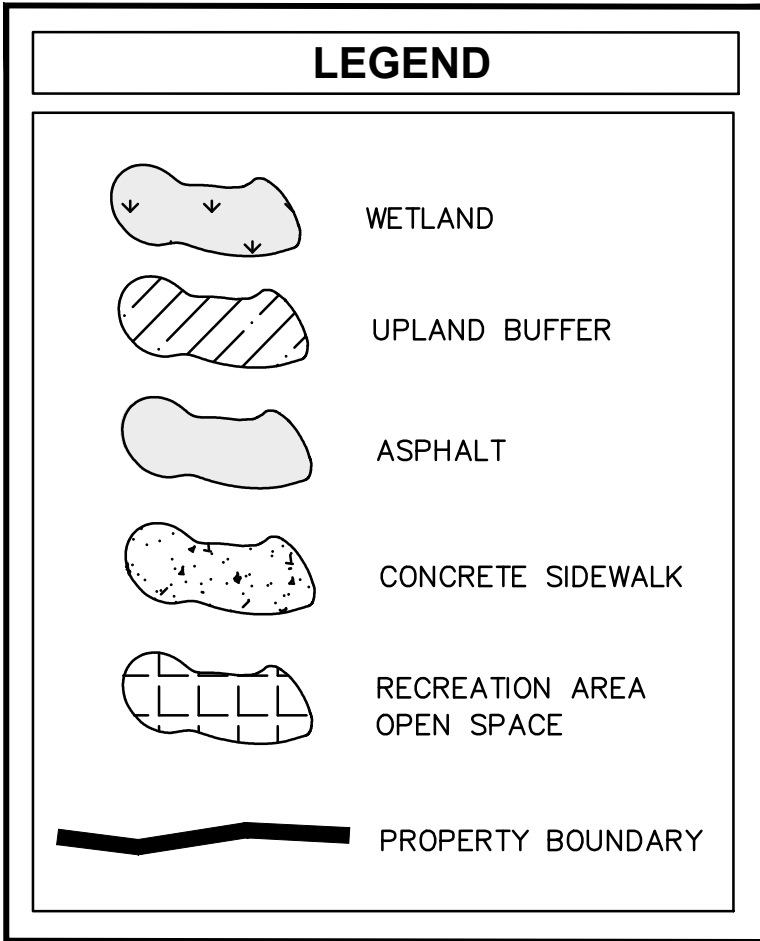 LEGEND
WETLAND
UPLAND BUFFER
ASPHALT
CONCRETE SIDEWALK
RECREATION AREA
OPEN SPACE
PROPERTY BOUNDARY